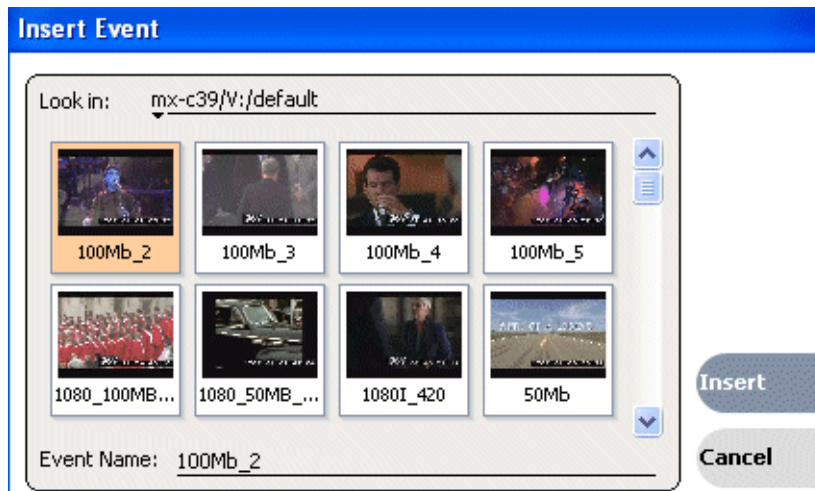 Insert Event
Look in: mx-c39/V:/default
100Mb_2
100Mb_3
100Mb_4
100Mb_5
1080_100MB...
1080_50MB_...
1080I_420
50Mb
Insert
Event Name: 100Mb_2
Cancel